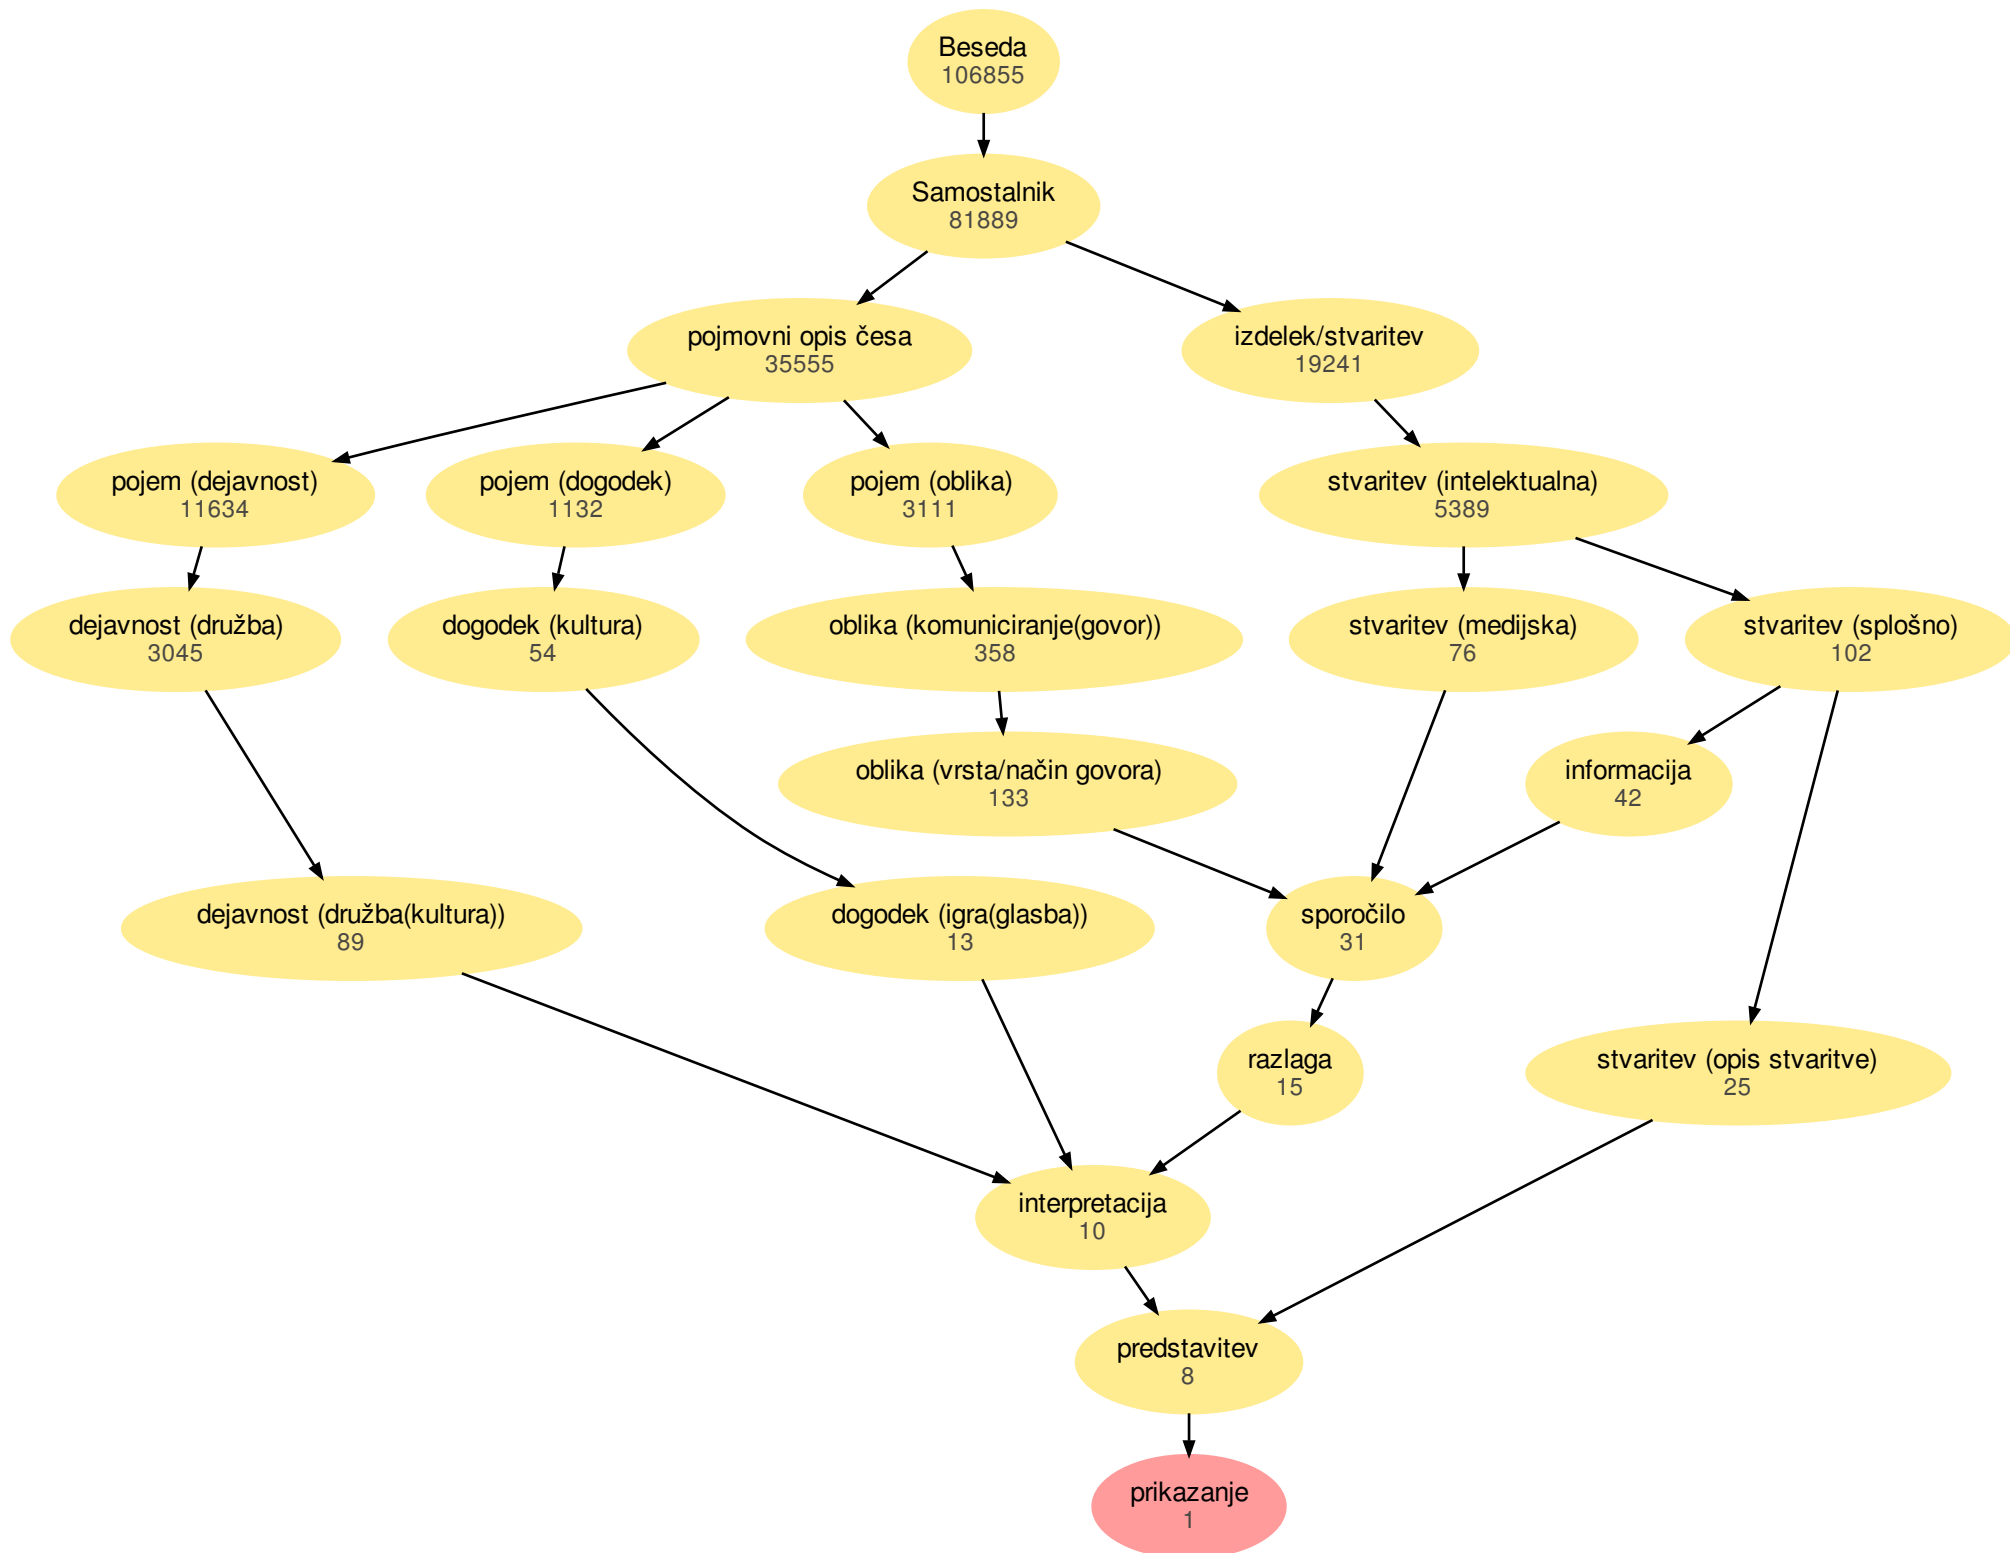 Beseda
106855
Samostalnik
81889
pojmovni opis česa
35555
izdelek/stvaritev
19241
pojem (dejavnost)
11634
pojem (dogodek)
1132
pojem (oblika)
3111
stvaritev (intelektualna)
5389
dejavnost (družba)
3045
dogodek (kultura)
54
oblika (komuniciranje(govor))
358
stvaritev (medijska)
76
stvaritev (splošno)
102
oblika (vrsta/način govora)
133
informacija
42
dejavnost (družba(kultura))
89
dogodek (igra(glasba))
13
sporočilo
31
razlaga
15
stvaritev (opis stvaritve)
25
interpretacija
10
predstavitev
8
prikazanje
1